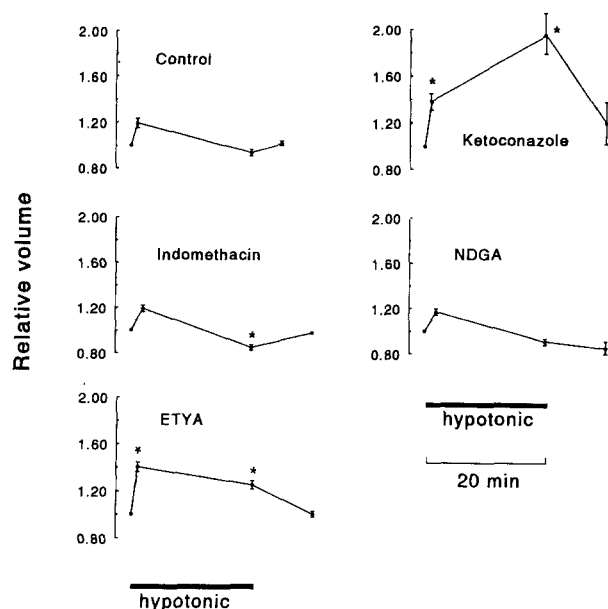 Relative volume
2.00
1.60
1.20
0.80
Control
2.00
1.60
1.20
0.80
*
*
Ketoconazole
2.00
1.60
1.20
0.80
Indomethacin
*
2.00
1.60
1.20
0.80
NDGA
2.00
1.60
1.20
0.80
ETYA
*
*
hypotonic
20 min
hypotonic